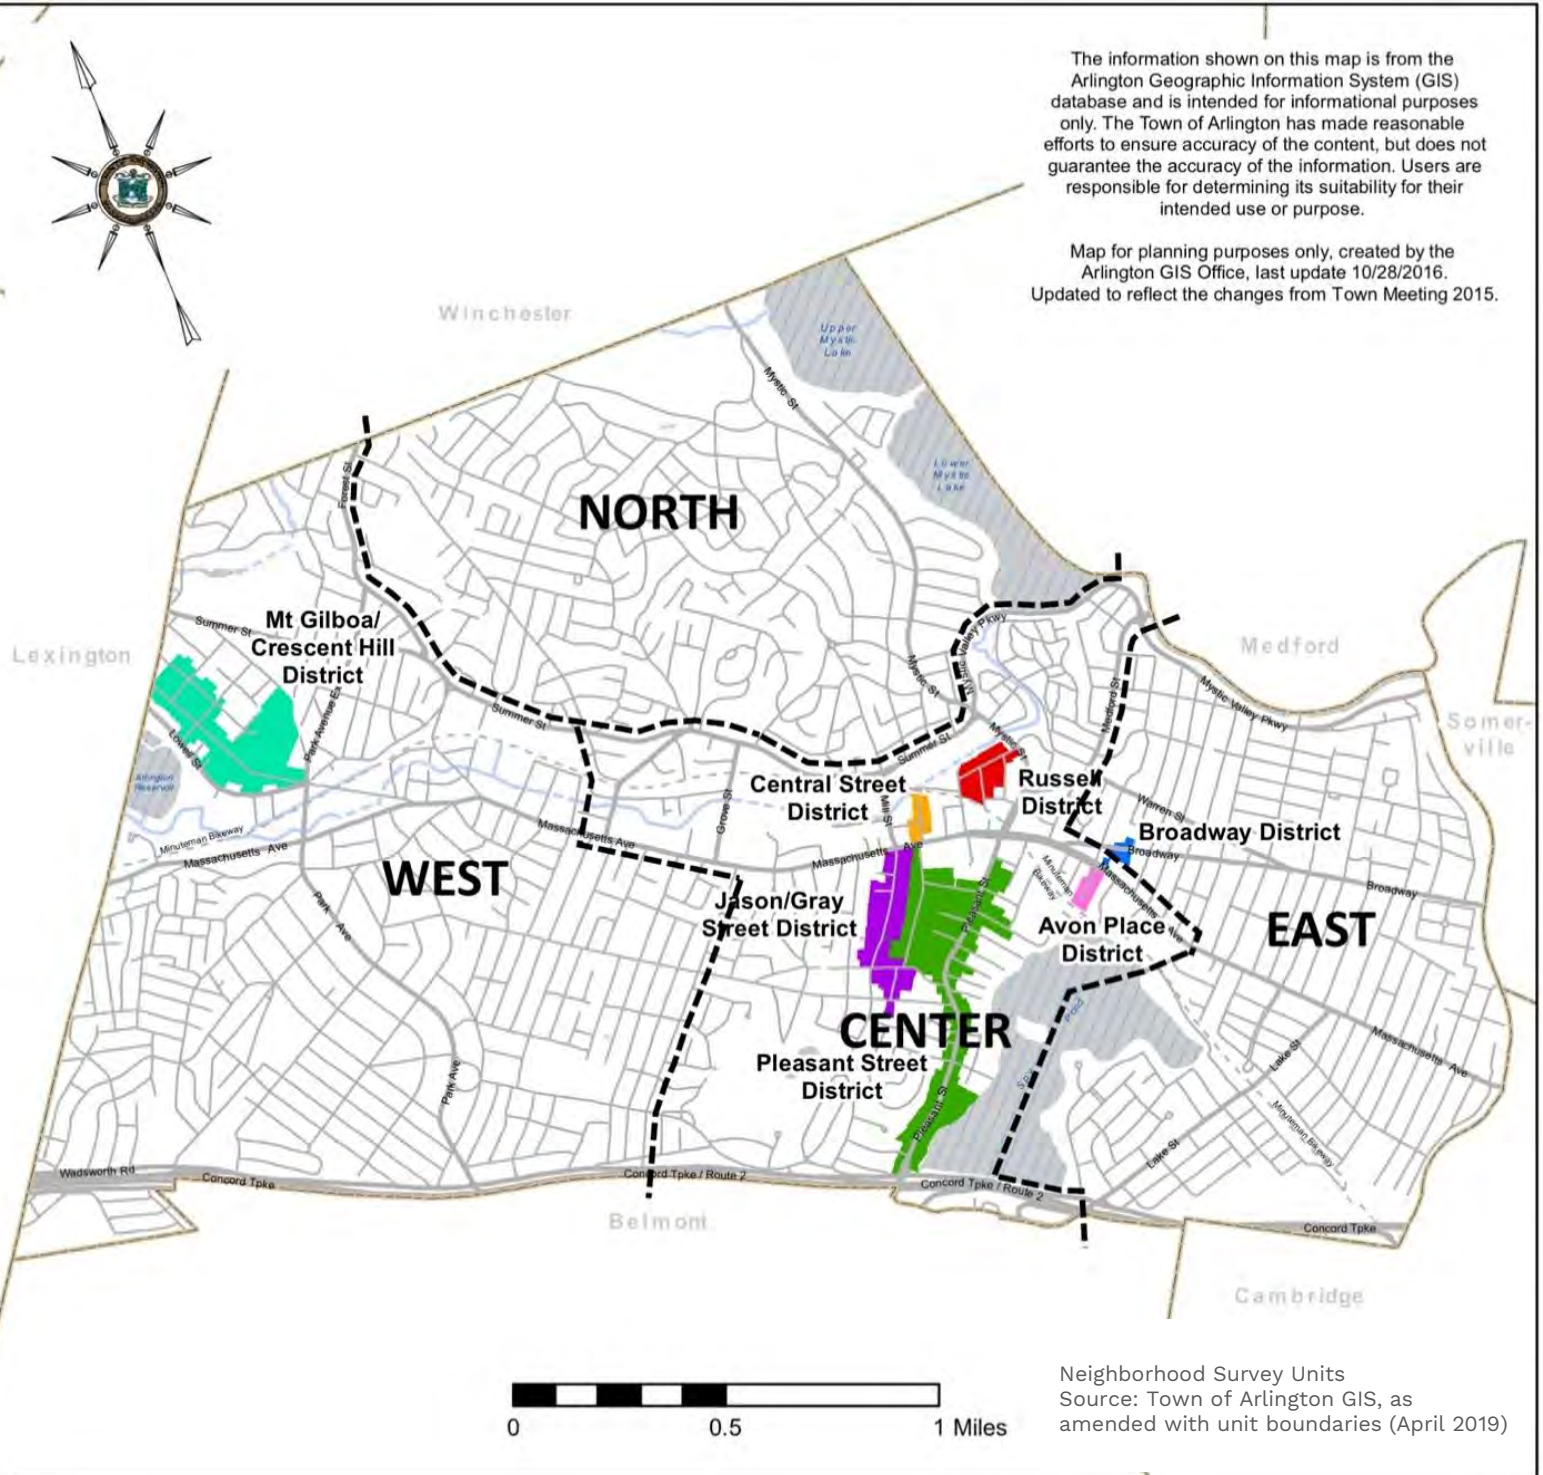 The information shown on this map is from the
Arlington Geographic Information System (GIS)
database and is intended for informational purposes
only. The Town of Arlington has made reasonable
efforts to ensure accuracy of the content, but does not
guarantee the accuracy of the information. Users are
responsible for determining its suitability for their
intended use or purpose.
Map for planning purposes only, created by the
Arlington GIS Office, last update 10/28/2016.
Updated to reflect the changes from Town Meeting 2015.
Winchester
Upper
Mystic
Lake
Mystic St
Lower
Mystic
Lake
Forest St
NORTH
Mt Gilboa/
Crescent Hill
District
Summer St
Lexington
Medford
Mystic Valley Pkwy
Mystic St
Medford St
Mystic Valley Pkwy
Somer-
ville
Park Avenue Ex
Summer St
Lowell St
Arlington
Reservoir
Summer St
Mystic St
Central Street
District
Russell
District
Mill St
Grove St
Warren St
Broadway District
Broadway
Broadway
Minuteman Bikeway
Massachusetts Ave
Massachusetts Ave
Massachusetts Ave
Massachusetts Ave
Minuteman
Bikeway
WEST
Park Ave
Jason/Gray
Street District
Pleasant St
Avon Place
District
EAST
CENTER
Pleasant Street
District
Pond
Spy
Lake St
Massachusetts Ave
Park Ave
Pleasant St
Minuteman Bikeway
Lake St
Wadsworth Rd
Concord Tpke
Concord Tpke / Route 2
Concord Tpke / Route 2
Concord Tpke
Belmont
Cambridge
0 0.5 1 Miles
Neighborhood Survey Units
Source: Town of Arlington GIS, as
amended with unit boundaries (April 2019)